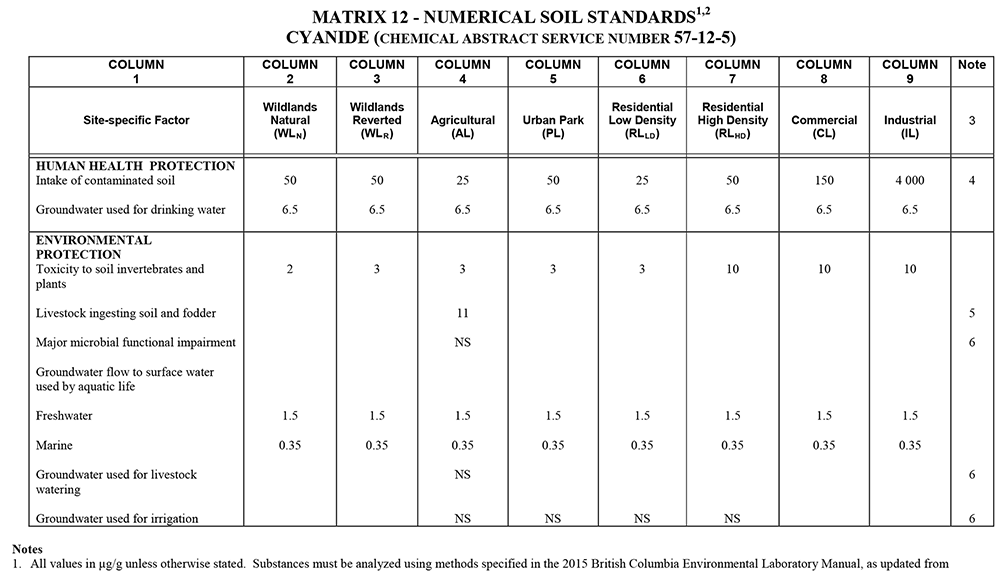 MATRIX 12 - NUMERICAL SOIL STANDARDS1,2
CYANIDE (CHEMICAL ABSTRACT SERVICE NUMBER 57-12-5)
COLUMN 1 COLUMN 2 COLUMN 3 COLUMN 4 COLUMN 5 COLUMN 6 COLUMN 7 COLUMN 8 COLUMN 9 Note
Site-specific Factor Wildlands Natural (WLN) Wildlands Reverted (WLR) Agricultural (AL) Urban Park (PL) Residential Low Density (RLLD) Residential High Density (RLHD) Commercial (CL) Industrial (IL) 3
HUMAN HEALTH PROTECTION
Intake of contaminated soil 50 50 25 50 25 50 150 4 000 4
Groundwater used for drinking water 6.5 6.5 6.5 6.5 6.5 6.5 6.5 6.5
ENVIRONMENTAL
PROTECTION
Toxicity to soil invertebrates and 2 3 3 3 3 10 10 10
plants
Livestock ingesting soil and fodder 11 5
Major microbial functional impairment NS 6
Groundwater flow to surface water
used by aquatic life
Freshwater 1.5 1.5 1.5 1.5 1.5 1.5 1.5 1.5
Marine 0.35 0.35 0.35 0.35 0.35 0.35 0.35 0.35
Groundwater used for livestock NS 6
watering
Groundwater used for irrigation NS NS NS NS 6
Notes
1. All values in µg/g unless otherwise stated. Substances must be analyzed using methods specified in the 2015 British Columbia Environmental Laboratory Manual, as updated from